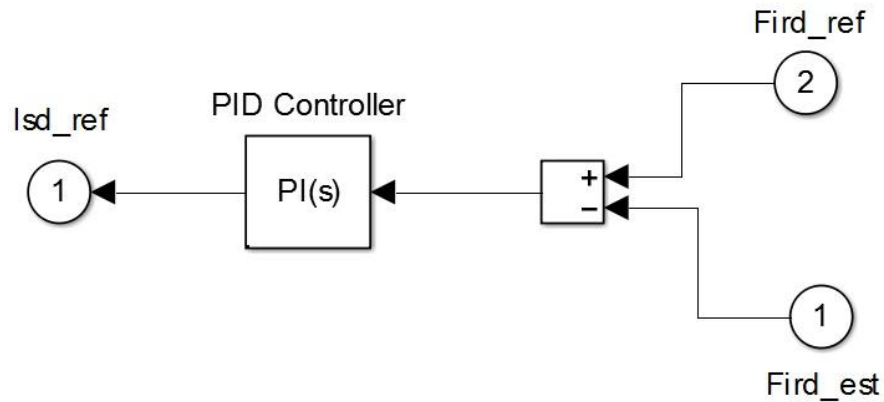 Fird_ref
2
PID Controller
Isd_ref
1
PI(s)
+
−
1
Fird_est